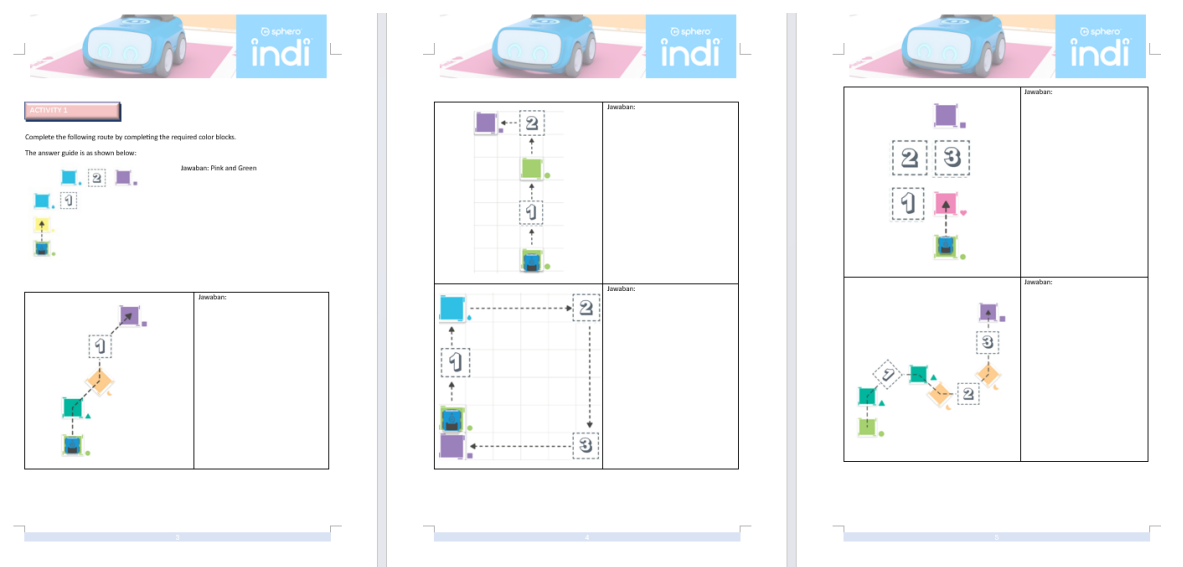 sphero
indi
ACTIVITY 1
Complete the following route by completing the required color blocks.
The answer guide is as shown below:
Jawaban: Pink and Green
2
1
Jawaban:
1
sphero
indi
Jawaban:
2
1
Jawaban:
2
1
3
4
sphero
indi
Jawaban:
2 3
1
Jawaban:
3
1
2
5